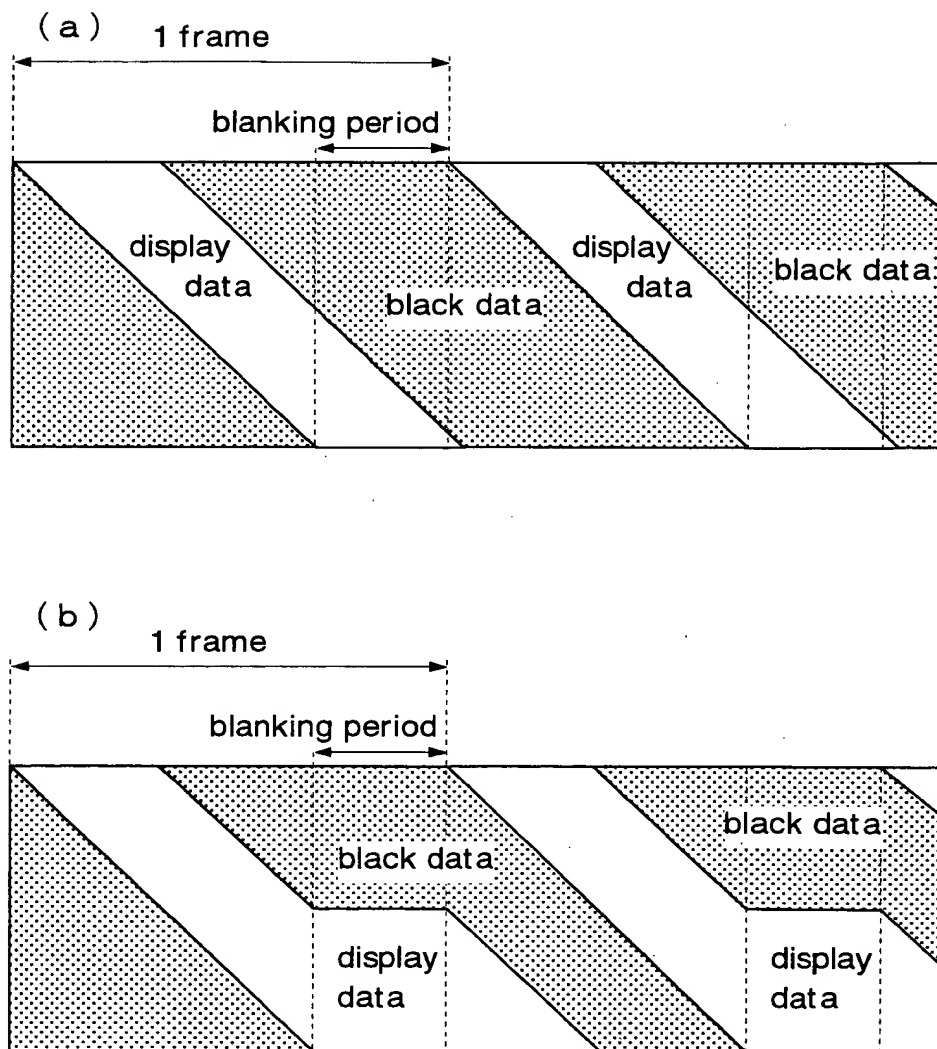 (a)
1 frame
blanking period
display
data
black data
display
data
black data
(b)
1 frame
blanking period
black data
black data
display
data
display
data